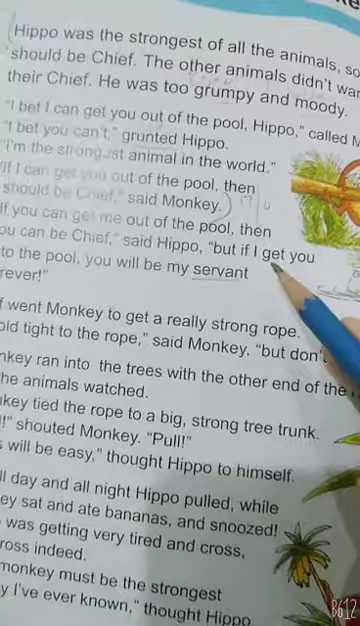 Hippo was the strongest of all the animals, so
should be Chief. The other animals didn't
their Chief. He was too grumpy and moody.
"I bet I can get you out of the pool, Hippo," called
"I bet you can't," grunted Hippo.
"I'm the strongest animal in the world."
"If I can get you out of the pool, then
should be Chief," said Monkey.
If you can get me out of the pool, then
ou can be Chief," said Hippo, "but if I get you
to the pool, you will be my servant
rever!"
f went Monkey to get a really strong rope.
old tight to the rope," said Monkey, "but don't
nkey ran into the trees with the other end of the
he animals watched.
nkey tied the rope to a big, strong tree trunk.
!" shouted Monkey. "Pull!"
s will be easy," thought Hippo to himself.
ll day and all night Hippo pulled, while
ey sat and ate bananas, and snoozed!
was getting very tired and cross,
ross indeed.
monkey must be the strongest
y I've ever known," thought Hippo
B612